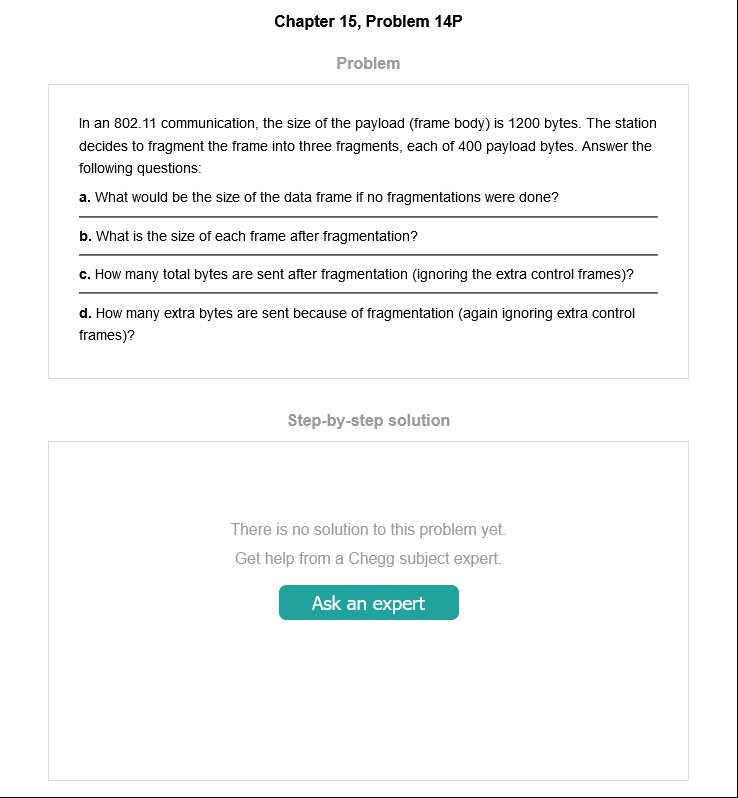 Chapter 15, Problem 14P
Problem
In an 802.11 communication, the size of the payload (frame body) is 1200 bytes. The station
decides to fragment the frame into three fragments, each of 400 payload bytes. Answer the
following questions:
a. What would be the size of the data frame if no fragmentations were done?
b. What is the size of each frame after fragmentation?
c. How many total bytes are sent after fragmentation (ignoring the extra control frames)?
d. How many extra bytes are sent because of fragmentation (again ignoring extra control
frames)?
Step-by-step solution
There is no solution to this problem yet.
Get help from a Chegg subject expert.
Ask an expert